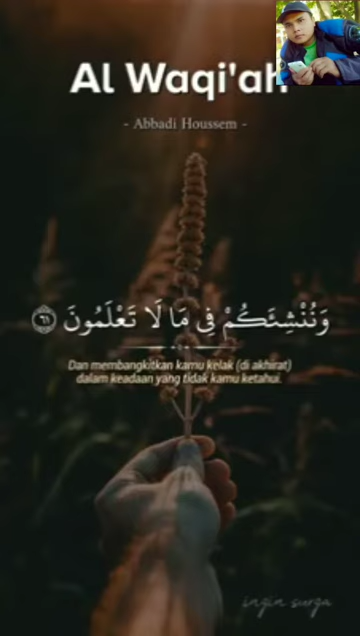 Al Waqi'ah
- Abbadi Houssem -
وَنُنْشِئَكُمْ فِي مَا لَا تَعْلَمُونَ ٦١
Dan membangkitkan kamu kelak (di akhirat)
dalam keadaan yang tidak kamu ketahui.
ingin surga